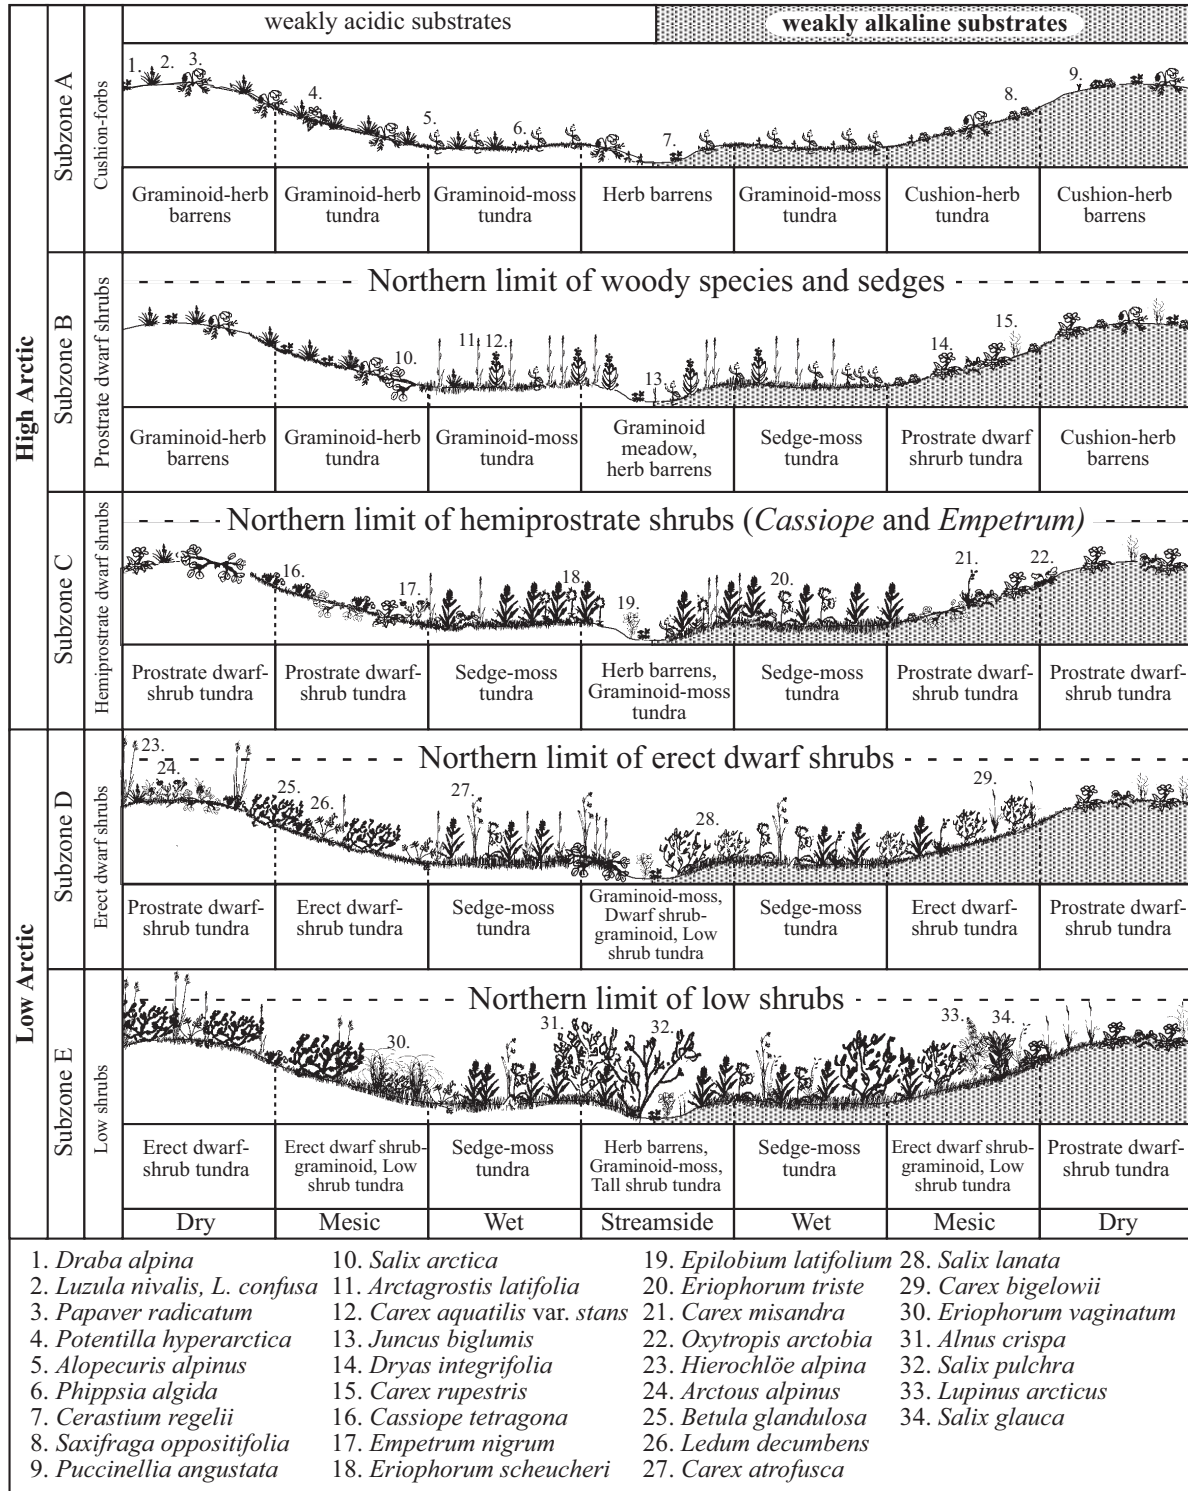 weakly acidic substrates
weakly alkaline substrates
High Arctic
Subzone A
Cushion-forbs
1.
2.
3.
4.
5.
6.
7.
8.
9.
Graminoid-herb
barrens
Graminoid-herb
tundra
Graminoid-moss
tundra
Herb barrens
Graminoid-moss
tundra
Cushion-herb
tundra
Cushion-herb
barrens
Subzone B
Prostrate dwarf shrubs
Northern limit of woody species and sedges
10.
11.
12.
13.
14.
15.
Graminoid-herb
barrens
Graminoid-herb
tundra
Graminoid-moss
tundra
Graminoid
meadow,
herb barrens
Sedge-moss
tundra
Prostrate dwarf
shrurb tundra
Cushion-herb
barrens
Subzone C
Hemiprostrate dwarf shrubs
Northern limit of hemiprostrate shrubs (Cassiope and Empetrum)
16.
17.
18.
19.
20.
21.
22.
Prostrate dwarf-
shrub tundra
Prostrate dwarf-
shrub tundra
Sedge-moss
tundra
Herb barrens,
Graminoid-moss
tundra
Sedge-moss
tundra
Prostrate dwarf-
shrub tundra
Prostrate dwarf-
shrub tundra
Low Arctic
Subzone D
Erect dwarf shrubs
Northern limit of erect dwarf shrubs
23.
24.
25.
26.
27.
28.
29.
Prostrate dwarf-
shrub tundra
Erect dwarf-
shrub tundra
Sedge-moss
tundra
Graminoid-moss,
Dwarf shrub-
graminoid, Low
shrub tundra
Sedge-moss
tundra
Erect dwarf-
shrub tundra
Prostrate dwarf-
shrub tundra
Subzone E
Low shrubs
Northern limit of low shrubs
30.
31.
32.
33.
34.
Erect dwarf-
shrub tundra
Erect dwarf shrub-
graminoid, Low
shrub tundra
Sedge-moss
tundra
Herb barrens,
Graminoid-moss,
Tall shrub tundra
Sedge-moss
tundra
Erect dwarf shrub-
graminoid, Low
shrub tundra
Prostrate dwarf-
shrub tundra
Dry
Mesic
Wet
Streamside
Wet
Mesic
Dry
1. Draba alpina
2. Luzula nivalis, L. confusa
3. Papaver radicatum
4. Potentilla hyperarctica
5. Alopecuris alpinus
6. Phippsia algida
7. Cerastium regelii
8. Saxifraga oppositifolia
9. Puccinellia angustata
10. Salix arctica
11. Arctagrostis latifolia
12. Carex aquatilis var. stans
13. Juncus biglumis
14. Dryas integrifolia
15. Carex rupestris
16. Cassiope tetragona
17. Empetrum nigrum
18. Eriophorum scheucheri
19. Epilobium latifolium
20. Eriophorum triste
21. Carex misandra
22. Oxytropis arctobia
23. Hierochlöe alpina
24. Arctous alpinus
25. Betula glandulosa
26. Ledum decumbens
27. Carex atrofusca
28. Salix lanata
29. Carex bigelowii
30. Eriophorum vaginatum
31. Alnus crispa
32. Salix pulchra
33. Lupinus arcticus
34. Salix glauca